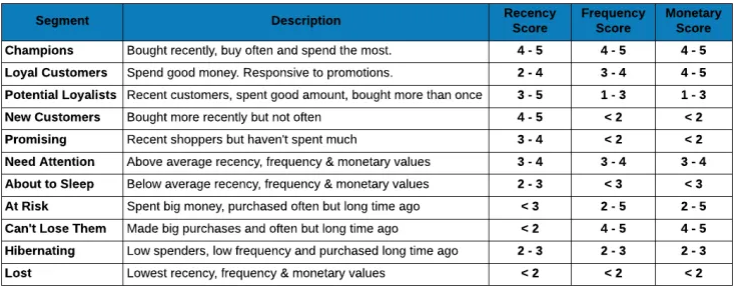 Segment Description Recency Score Frequency Score Monetary Score
Champions Bought recently, buy often and spend the most. 4 - 5 4 - 5 4 - 5
Loyal Customers Spend good money. Responsive to promotions. 2 - 4 3 - 4 4 - 5
Potential Loyalists Recent customers, spent good amount, bought more than once 3 - 5 1 - 3 1 - 3
New Customers Bought more recently but not often 4 - 5 < 2 < 2
Promising Recent shoppers but haven't spent much 3 - 4 < 2 < 2
Need Attention Above average recency, frequency & monetary values 3 - 4 3 - 4 3 - 4
About to Sleep Below average recency, frequency & monetary values 2 - 3 < 3 < 3
At Risk Spent big money, purchased often but long time ago < 3 2 - 5 2 - 5
Can't Lose Them Made big purchases and often but long time ago < 2 4 - 5 4 - 5
Hibernating Low spenders, low frequency and purchased long time ago 2 - 3 2 - 3 2 - 3
Lost Lowest recency, frequency & monetary values < 2 < 2 < 2